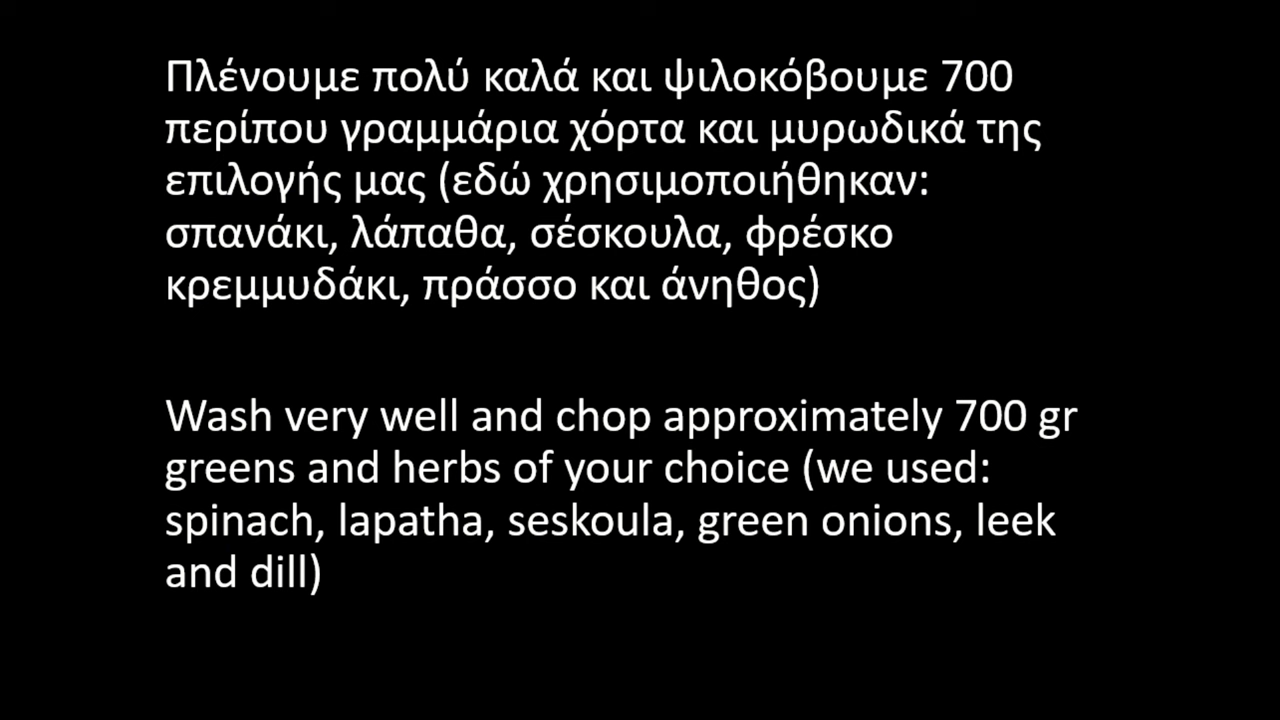 Πλένουμε πολύ καλά και ψιλοκόβουμε 700
περίπου γραμμάρια χόρτα και μυρωδικά της
επιλογής μας (εδώ χρησιμοποιήθηκαν:
σπανάκι, λάπαθα, σέσκουλα, φρέσκο
κρεμμυδάκι, πράσσο και άνηθος)
Wash very well and chop approximately 700 gr
greens and herbs of your choice (we used:
spinach, lapatha, seskoula, green onions, leek
and dill)